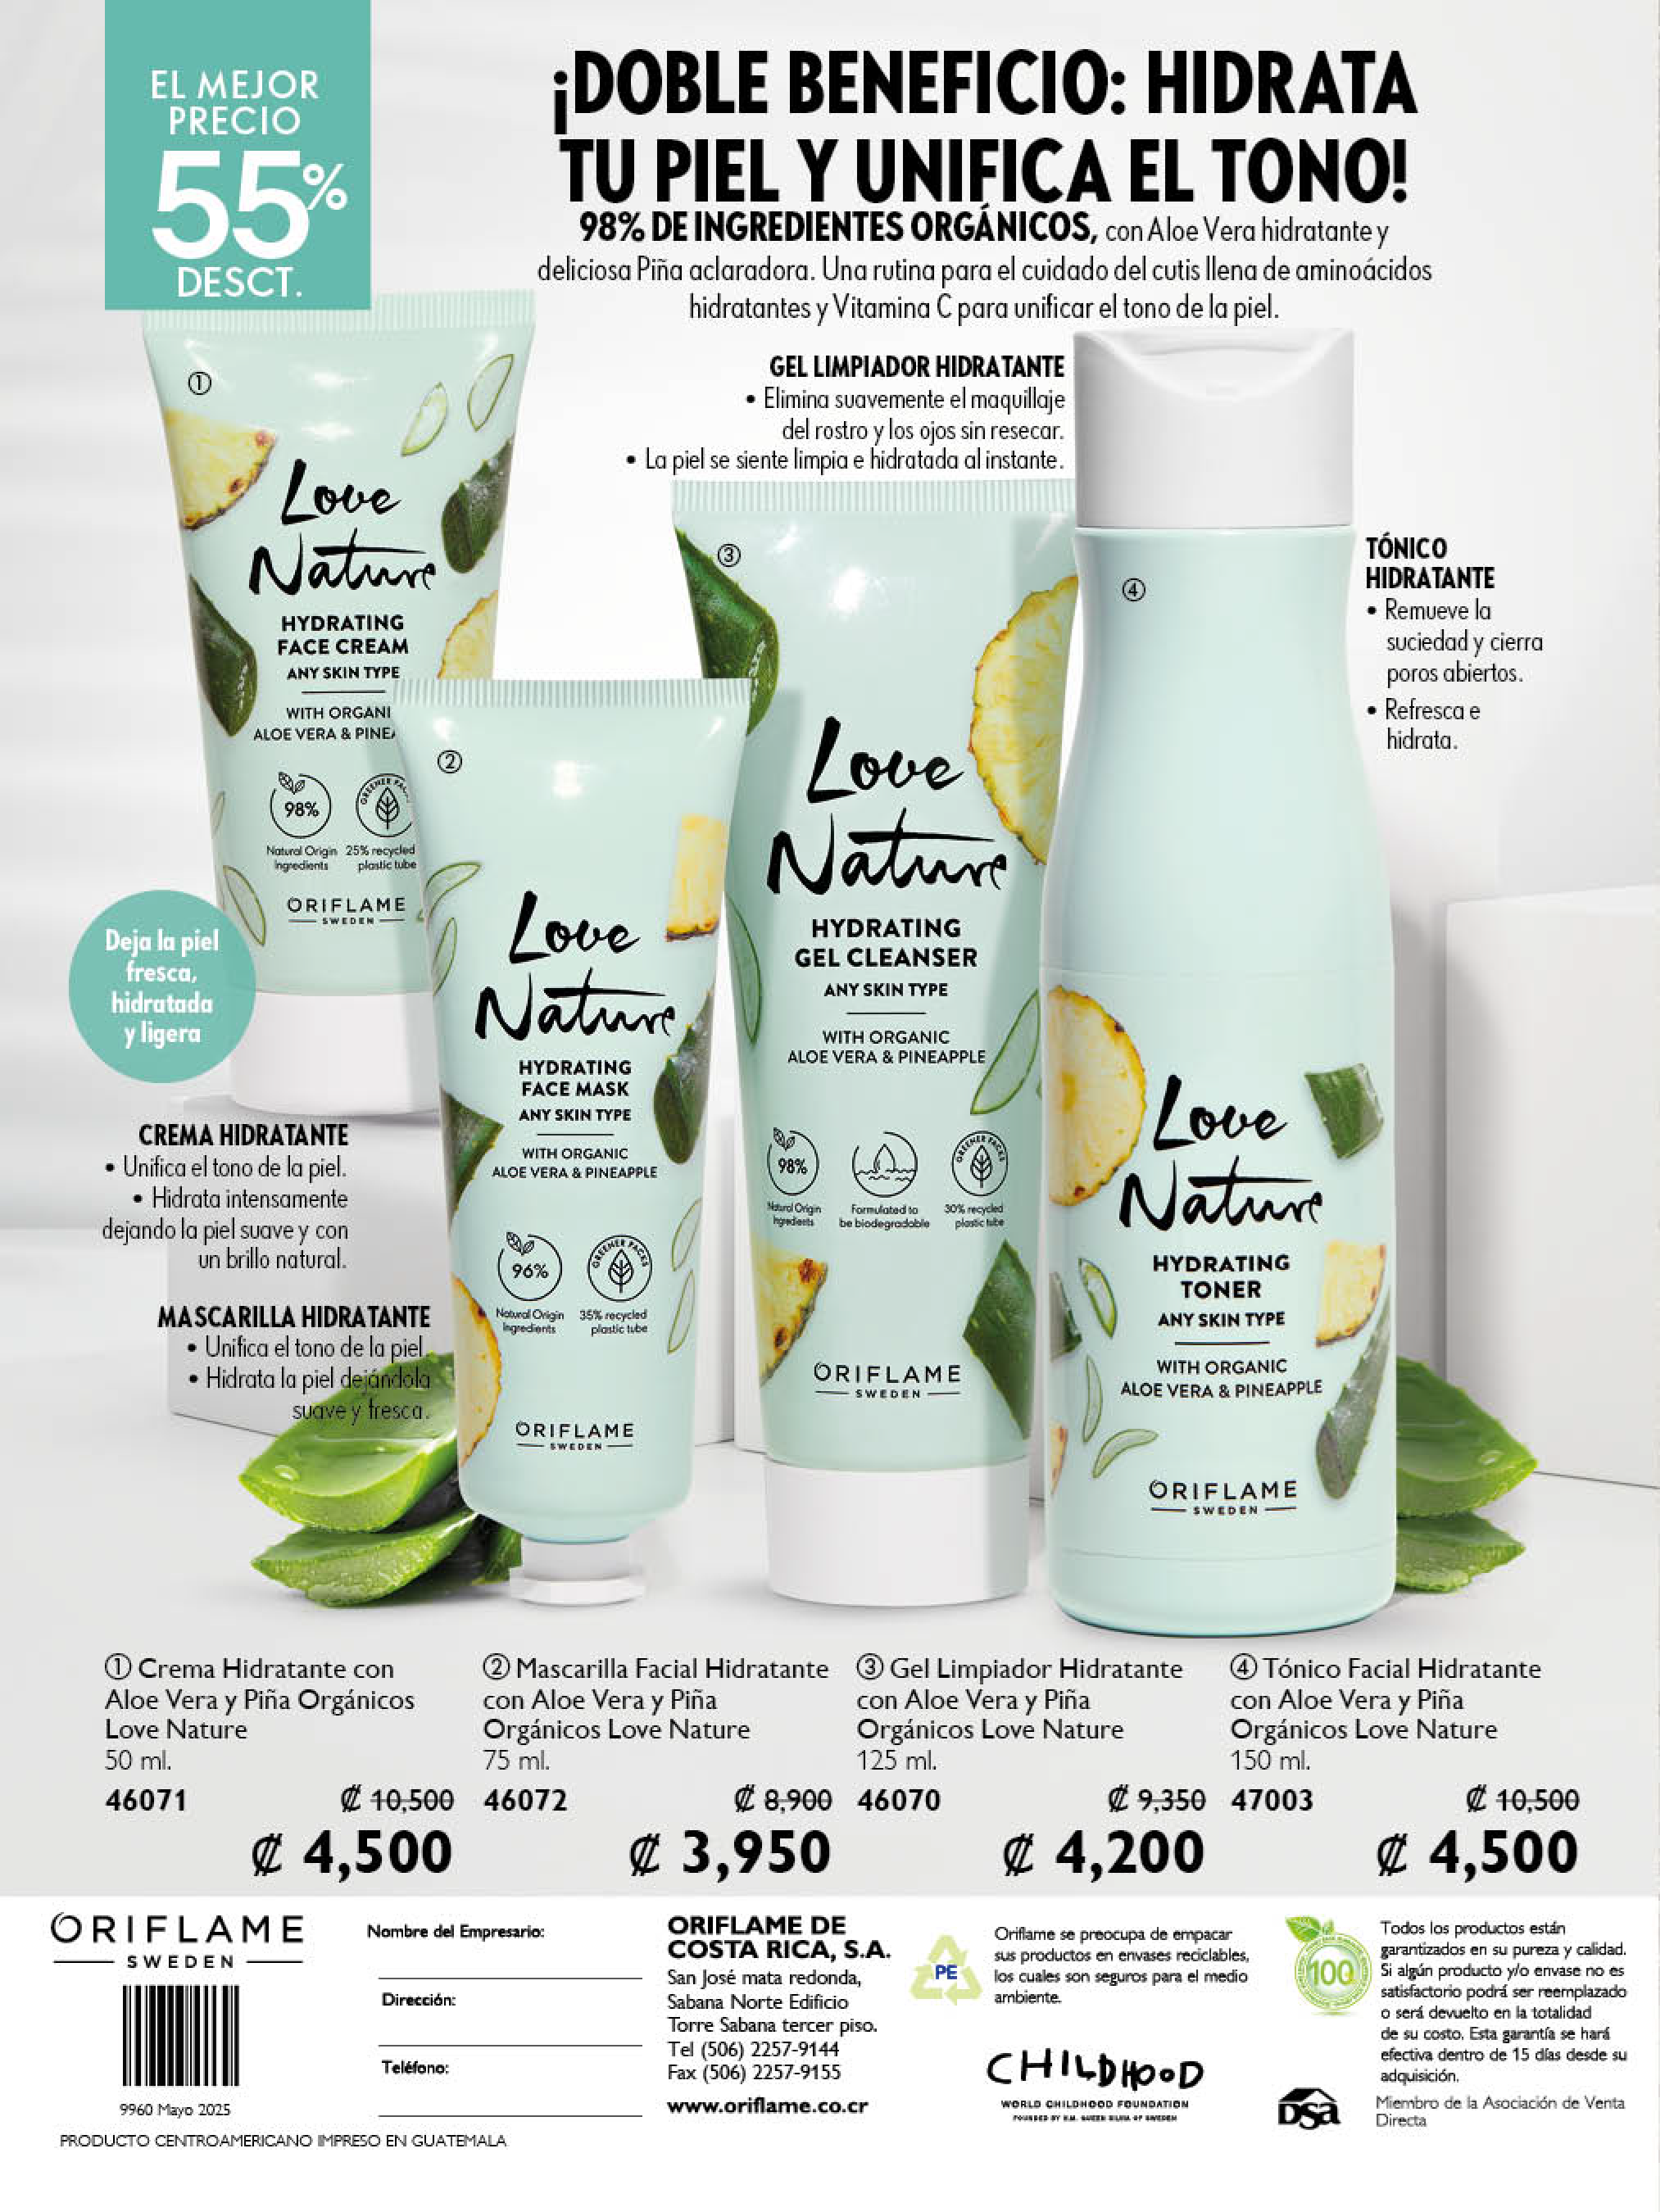 EL MEJOR
PRECIO
55%
DESCT.
¡DOBLE BENEFICIO: HIDRATA
TU PIEL Y UNIFICA EL TONO!
98% DE INGREDIENTES ORGÁNICOS, con Aloe Vera hidratante y
deliciosa Piña aclaradora. Una rutina para el cuidado del cutis llena de aminoácidos
hidratantes y Vitamina C para unificar el tono de la piel.
GEL LIMPIADOR HIDRATANTE
• Elimina suavemente el maquillaje
del rostro y los ojos sin resecar.
• La piel se siente limpia e hidratada al instante.
TÓNICO
HIDRATANTE
• Remueve la
suciedad y cierra
poros abiertos.
• Refresca e
hidrata.
①
Love
Nature
HYDRATING
FACE CREAM
ANY SKIN TYPE
WITH ORGANI
ALOE VERA & PINEA
98%
GREENER PAC
Natural Origin
Ingredients
25% recycled
plastic tube
ORIFLAME
SWEDEN
②
Love
Nature
HYDRATING
FACE MASK
ANY SKIN TYPE
WITH ORGANIC
ALOE VERA & PINEAPPLE
96%
GREENER PACKS
Natural Origin
Ingredients
35% recycled
plastic tube
ORIFLAME
SWEDEN
③
Love
Nature
HYDRATING
GEL CLEANSER
ANY SKIN TYPE
WITH ORGANIC
ALOE VERA & PINEAPPLE
98%
GREENER PACKS
Natural Origin
Ingredients
Formulated to
be biodegradable
30% recycled
plastic tube
ORIFLAME
SWEDEN
④
Love
Nature
HYDRATING
TONER
ANY SKIN TYPE
WITH ORGANIC
ALOE VERA & PINEAPPLE
ORIFLAME
SWEDEN
Deja la piel
fresca,
hidratada
y ligera
CREMA HIDRATANTE
• Unifica el tono de la piel.
• Hidrata intensamente
dejando la piel suave y con
un brillo natural.
MASCARILLA HIDRATANTE
• Unifica el tono de la piel.
• Hidrata la piel dejándola
suave y fresca.
① Crema Hidratante con
Aloe Vera y Piña Orgánicos
Love Nature
50 ml.
46071 ₡ 10,500
₡ 4,500
② Mascarilla Facial Hidratante
con Aloe Vera y Piña
Orgánicos Love Nature
75 ml.
46072 ₡ 8,900
₡ 3,950
③ Gel Limpiador Hidratante
con Aloe Vera y Piña
Orgánicos Love Nature
125 ml.
46070 ₡ 9,350
₡ 4,200
④ Tónico Facial Hidratante
con Aloe Vera y Piña
Orgánicos Love Nature
150 ml.
47003 ₡ 10,500
₡ 4,500
ORIFLAME
SWEDEN
9960 Mayo 2025
PRODUCTO CENTROAMERICANO IMPRESO EN GUATEMALA
Nombre del Empresario:
Dirección:
Teléfono:
ORIFLAME DE
COSTA RICA, S.A.
San José mata redonda,
Sabana Norte Edificio
Torre Sabana tercer piso.
Tel (506) 2257-9144
Fax (506) 2257-9155
www.oriflame.co.cr
PE
Oriflame se preocupa de empacar
sus productos en envases reciclables,
los cuales son seguros para el medio
ambiente.
CHILDHOOD
WORLD CHILDHOOD FOUNDATION
FOUNDED BY H.M. QUEEN SILVIA OF SWEDEN
100
Todos los productos están
garantizados en su pureza y calidad.
Si algún producto y/o envase no es
satisfactorio podrá ser reemplazado
o será devuelto en la totalidad
de su costo. Esta garantía se hará
efectiva dentro de 15 días desde su
adquisición.
DSA
Miembro de la Asociación de Venta
Directa